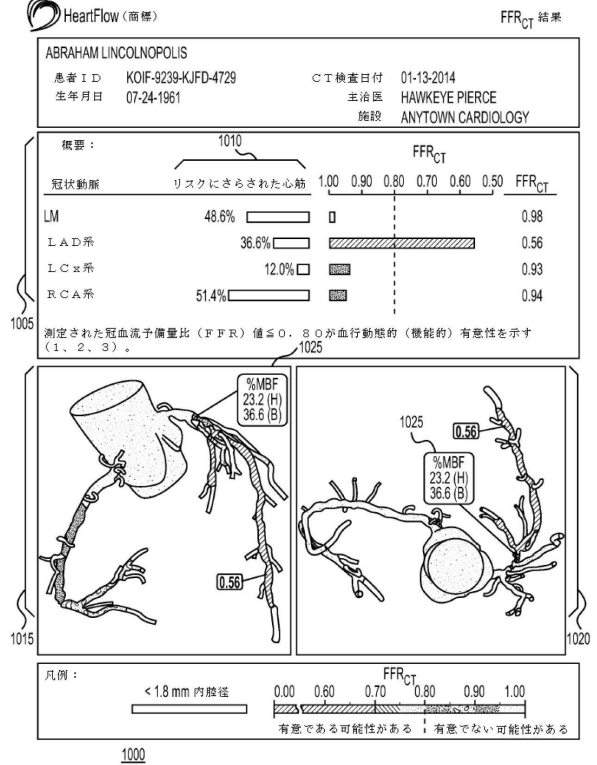 HeartFlow（商標） FFRCT 結果
ABRAHAM LINCOLNOPOLIS
患者ＩＤ KOIF-9239-KJFD-4729 ＣＴ検査日付 01-13-2014
生年月日 07-24-1961 主治医 HAWKEYE PIERCE
施設 ANYTOWN CARDIOLOGY
概要： 1010 FFRCT
冠状動脈 リスクにさらされた心筋 1.00 0.90 0.80 0.70 0.60 0.50 FFRCT
LM 48.6% 0.98
ＬＡＤ系 36.6% 0.56
ＬＣｘ系 12.0% 0.93
ＲＣＡ系 51.4% 0.94
1005
測定された冠血流予備量比（ＦＦＲ）値≦０．８０が血行動態的（機能的）有意性を示す
（１、２、３）。
1025
%MBF
23.2 (H)
36.6 (B)
0.56
1015
1025
0.56
%MBF
23.2 (H)
36.6 (B)
1020
凡例： FFRCT
< 1.8 mm 内腔径 0.00 0.60 0.70 0.80 0.90 1.00
有意である可能性がある 有意でない可能性がある
1000